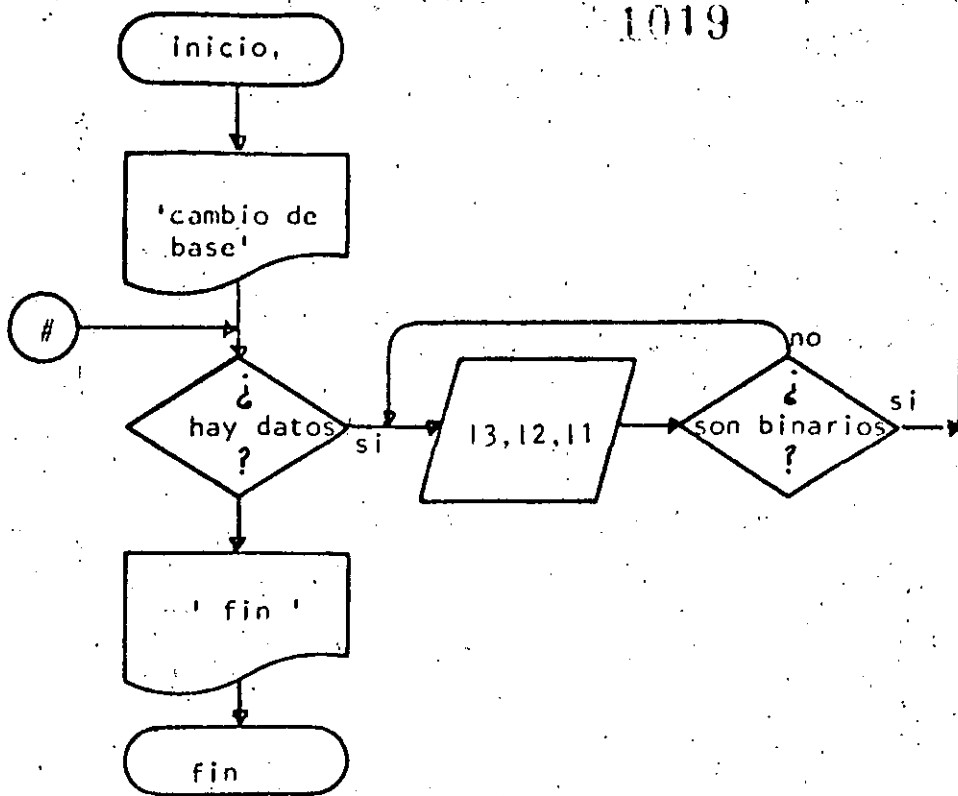 1019
inicio,
'cambio de
base'
#
¿
hay datos
?
si
13,12,11
no
¿
son binarios
?
si
' fin '
fin